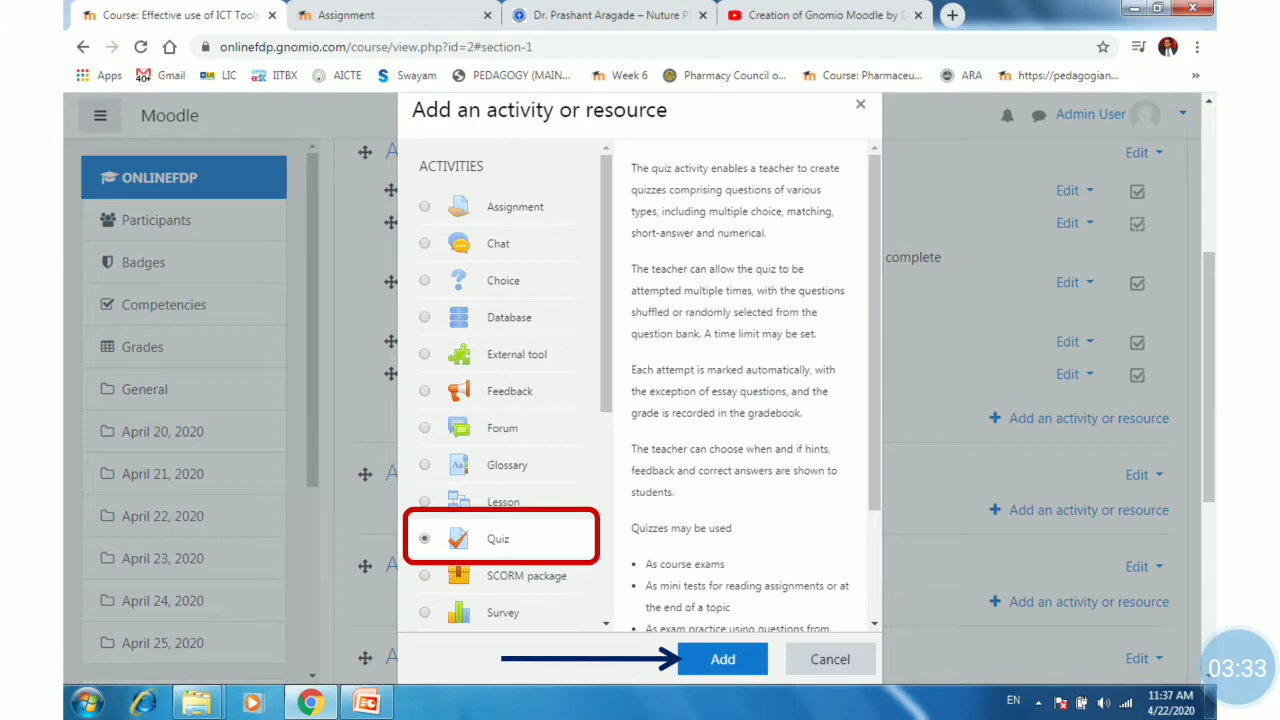 Course: Effective use of ICT Tools
Assignment
Dr. Prashant Aragade – Nuture P
Creation of Gnomio Moodle by D
onlinefdp.gnomio.com/course/view.php?id=2#section-1
Apps
Gmail
LIC
IITBX
AICTE
Swayam
PEDAGOGY (MAIN...
Week 6
Pharmacy Council o...
Course: Pharmaceu...
ARA
https://pedagogian...
Moodle
Admin User
ONLINEFDP
Participants
Badges
Competencies
Grades
General
April 20, 2020
April 21, 2020
April 22, 2020
April 23, 2020
April 24, 2020
April 25, 2020
Add an activity or resource
ACTIVITIES
Assignment
Chat
Choice
Database
External tool
Feedback
Forum
Glossary
Lesson
Quiz
SCORM package
Survey
The quiz activity enables a teacher to create
quizzes comprising questions of various
types, including multiple choice, matching,
short-answer and numerical.
The teacher can allow the quiz to be
attempted multiple times, with the questions
shuffled or randomly selected from the
question bank. A time limit may be set.
Each attempt is marked automatically, with
the exception of essay questions, and the
grade is recorded in the gradebook.
The teacher can choose when and if hints,
feedback and correct answers are shown to
students.
Quizzes may be used
• As course exams
• As mini tests for reading assignments or at
the end of a topic
• As exam practice using questions from
Add
Cancel
Edit
Edit
Edit
complete
Edit
Edit
Edit
+ Add an activity or resource
Edit
+ Add an activity or resource
Edit
+ Add an activity or resource
Edit
03:33
EN
11:37 AM
4/22/2020